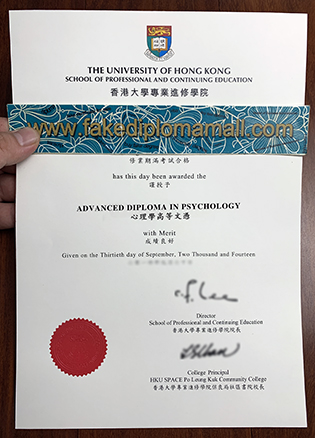 THE UNIVERSITY OF HONG KONG
SCHOOL OF PROFESSIONAL AND CONTINUING EDUCATION
香港大學專業進修學院
www.fakediplomamall.com
修業期滿考試合格
has this day been awarded the
謹授予
ADVANCED DIPLOMA IN PSYCHOLOGY
心理學高等文憑
with Merit
成績良好
Given on the Thirtieth day of September, Two Thousand and Fourteen
Director
School of Professional and Continuing Education
香港大學專業進修學院院長
College Principal
HKU SPACE Po Leung Kuk Community College
香港大學專業進修學院保良局社區書院校長